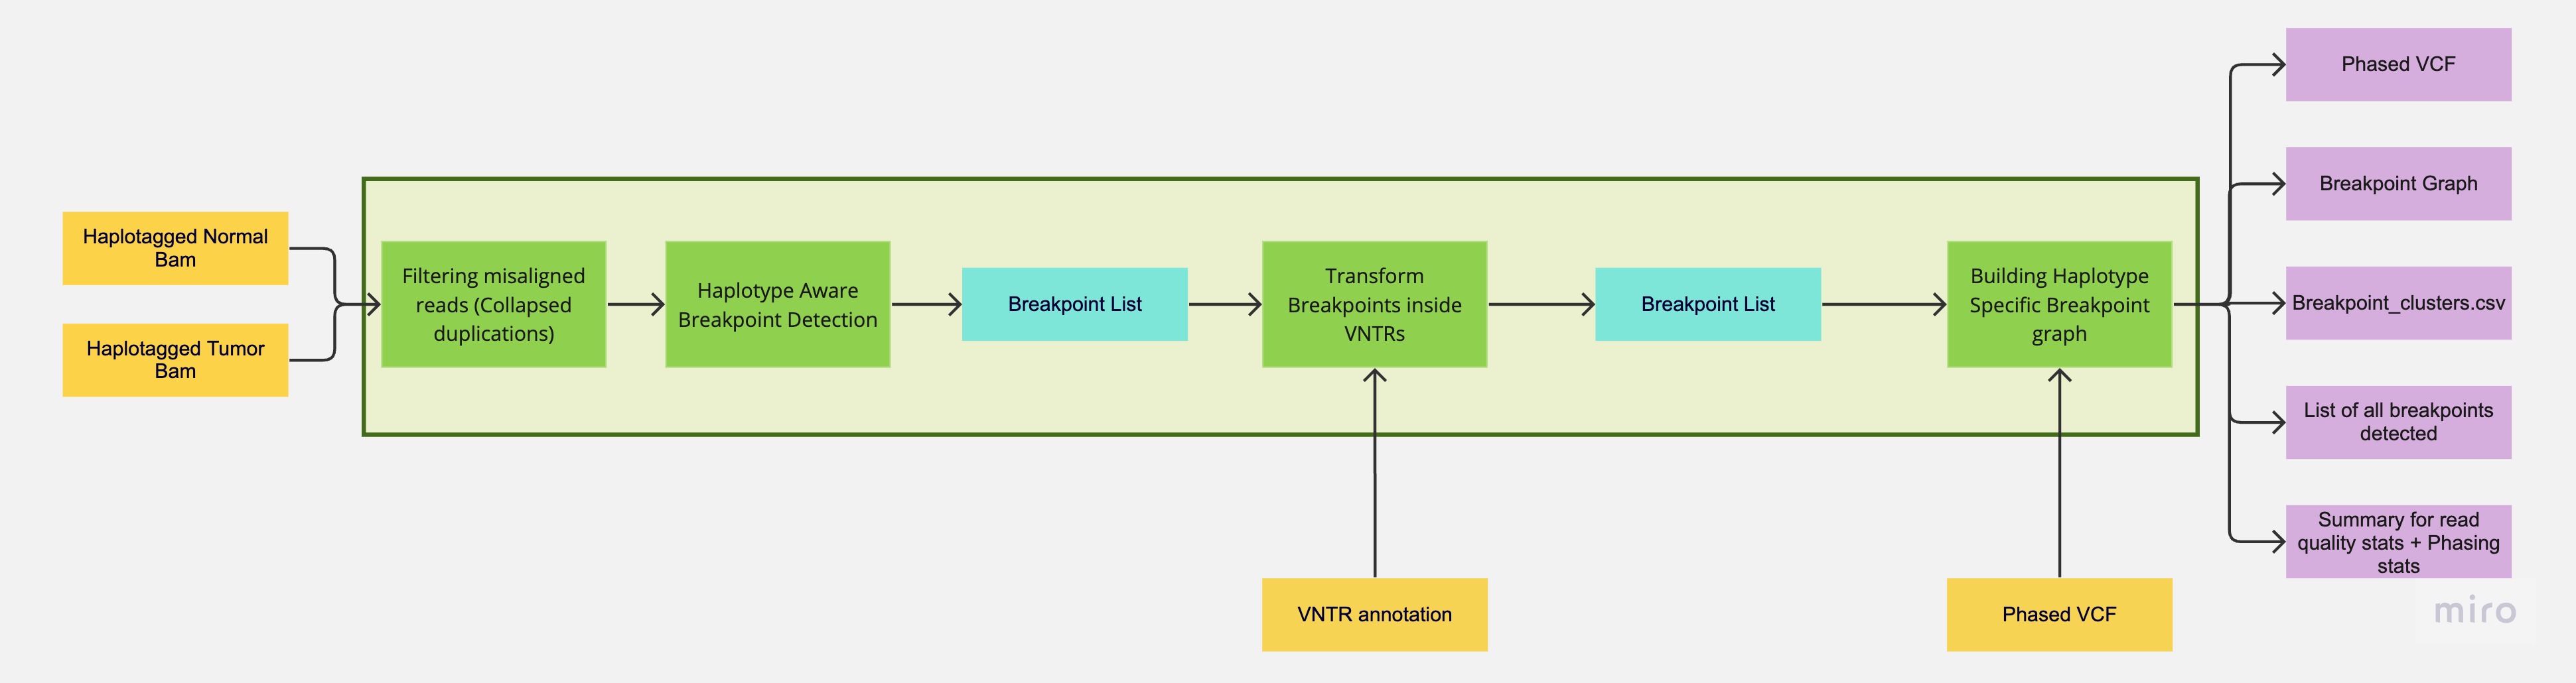 Haplotagged Normal
Bam
Haplotagged Tumor
Bam
Filtering misaligned
reads (Collapsed
duplications)
Haplotype Aware
Breakpoint Detection
Breakpoint List
Transform
Breakpoints inside
VNTRs
Breakpoint List
Building Haplotype
Specific Breakpoint
graph
VNTR annotation
Phased VCF
Phased VCF
Breakpoint Graph
Breakpoint_clusters.csv
List of all breakpoints
detected
Summary for read
quality stats + Phasing
stats
miro